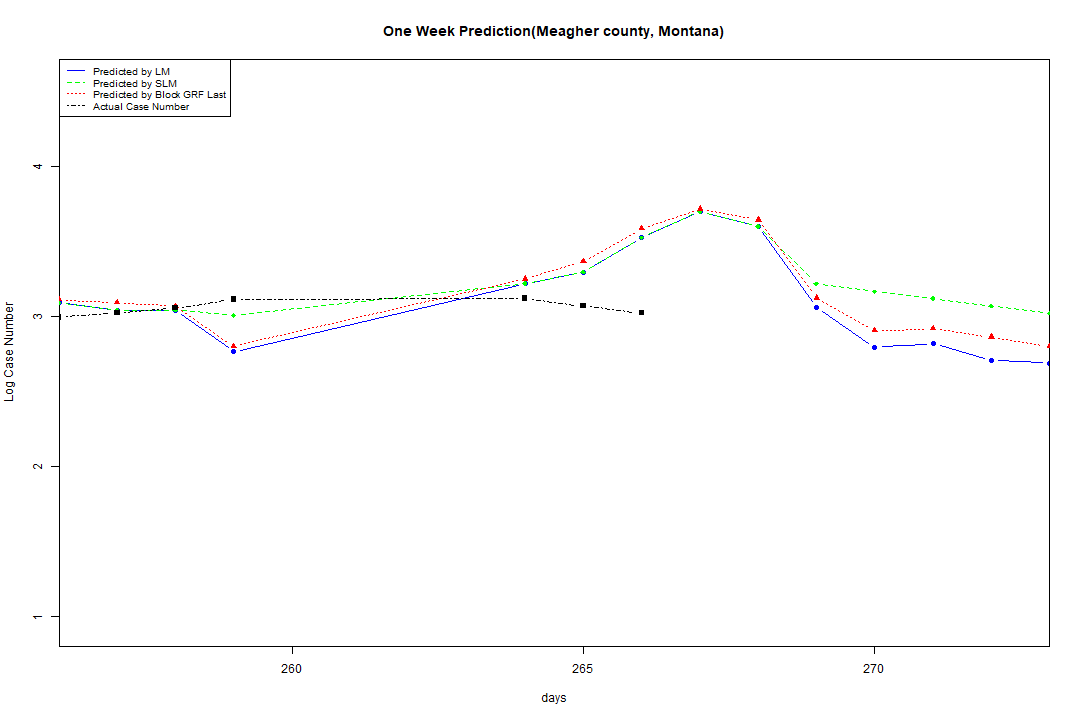 One Week Prediction(Meagher county, Montana)
Predicted by LM
Predicted by SLM
Predicted by Block GRF Last
Actual Case Number
4
3
2
1
Log Case Number
260
265
270
days